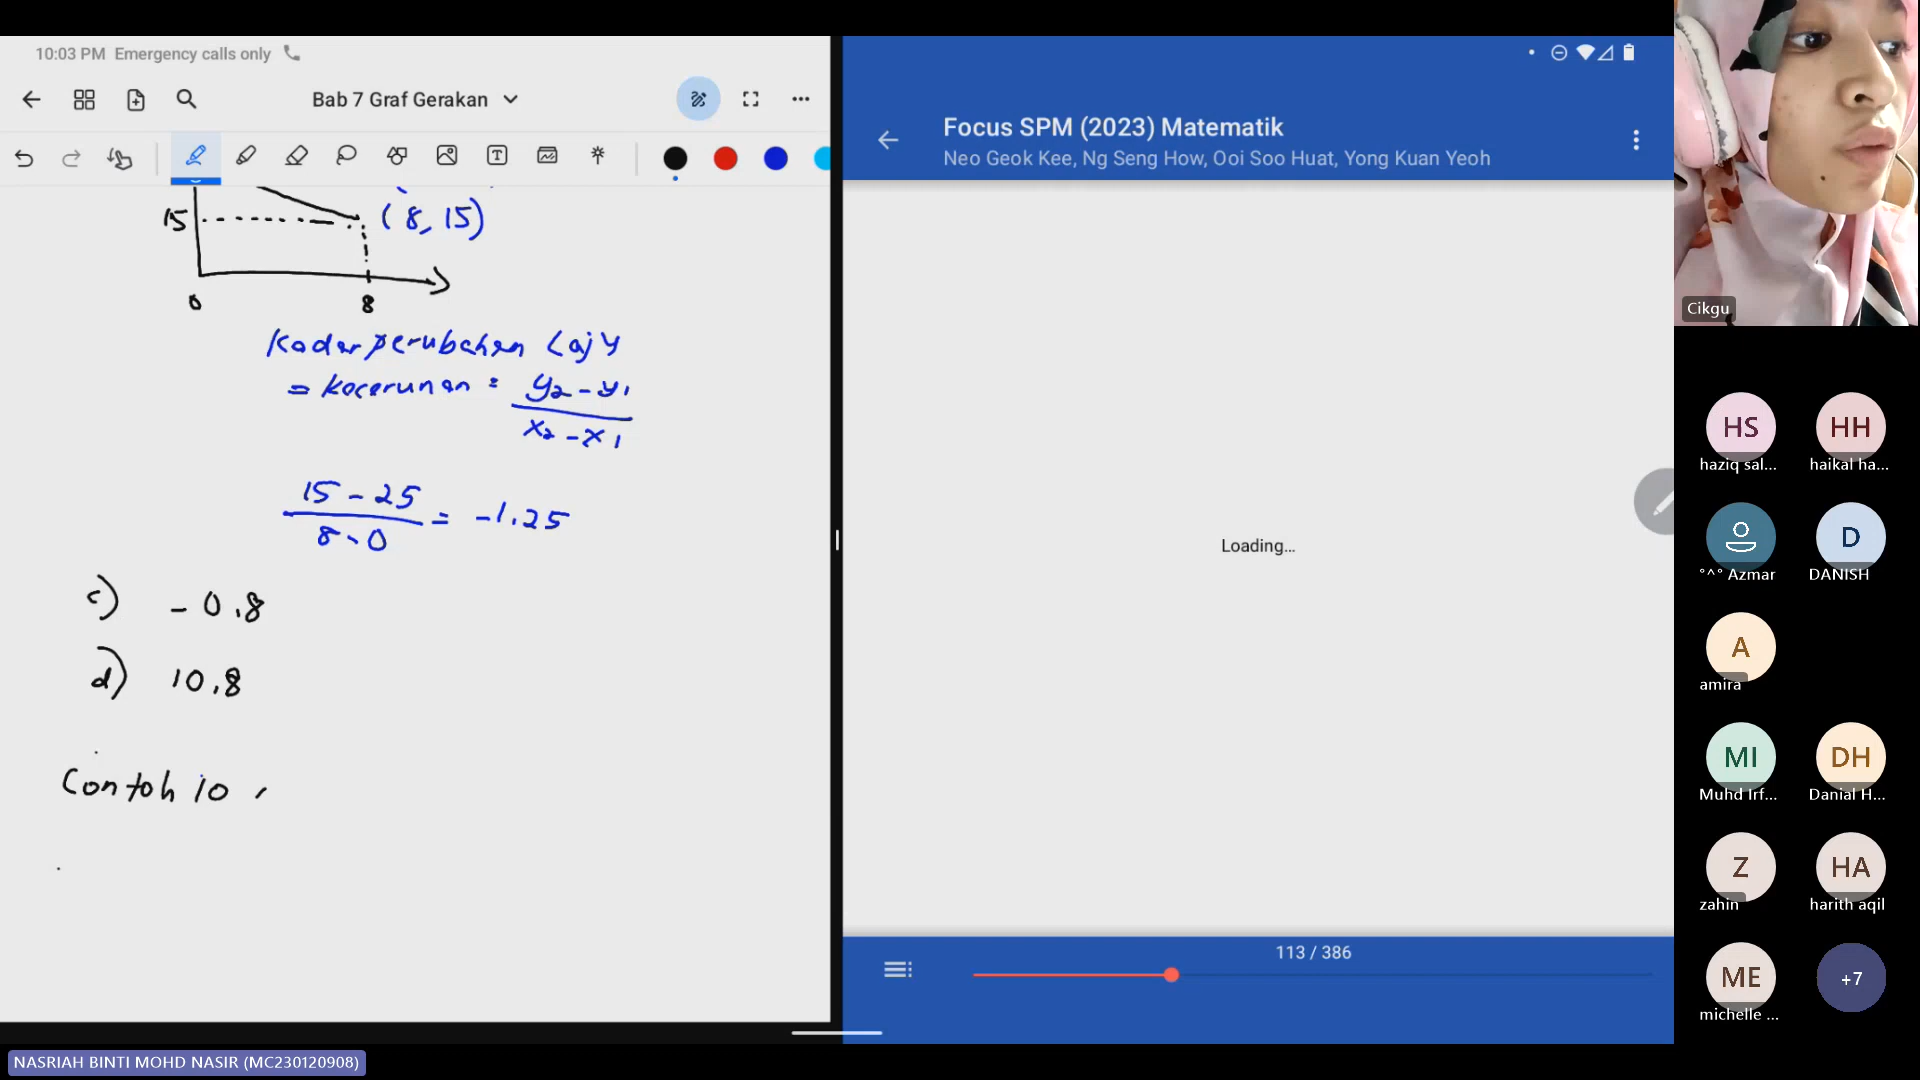 10:03 PM Emergency calls only
Bab 7 Graf Gerakan
15
(8, 15)
0
8
Kadar perubahan Laju
= kecerunan = y2 - y1
x2 - x1
15 - 25
8 - 0
= -1.25
c) - 0.8
d) 10.8
Contoh 10
Focus SPM (2023) Matematik
Neo Geok Kee, Ng Seng How, Ooi Soo Huat, Yong Kuan Yeoh
Loading...
113 / 386
Cikgu
HS
haziq sal...
HH
haikal ha...
°^° Azmar
D
DANISH
A
amira
MI
Muhd Irf...
DH
Danial H...
Z
zahin
HA
harith aqil
ME
michelle ...
+7
NASRIAH BINTI MOHD NASIR (MC230120908)